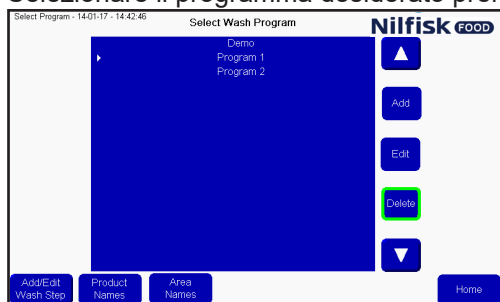 Selezionare il programma desiderato
Select Program - 14-01-17 - 14:42:46
Select Wash Program
Nilfisk FOOD
Demo
Program 1
Program 2
Add
Edit
Delete
Add/Edit
Wash Step
Product
Names
Area
Names
Home